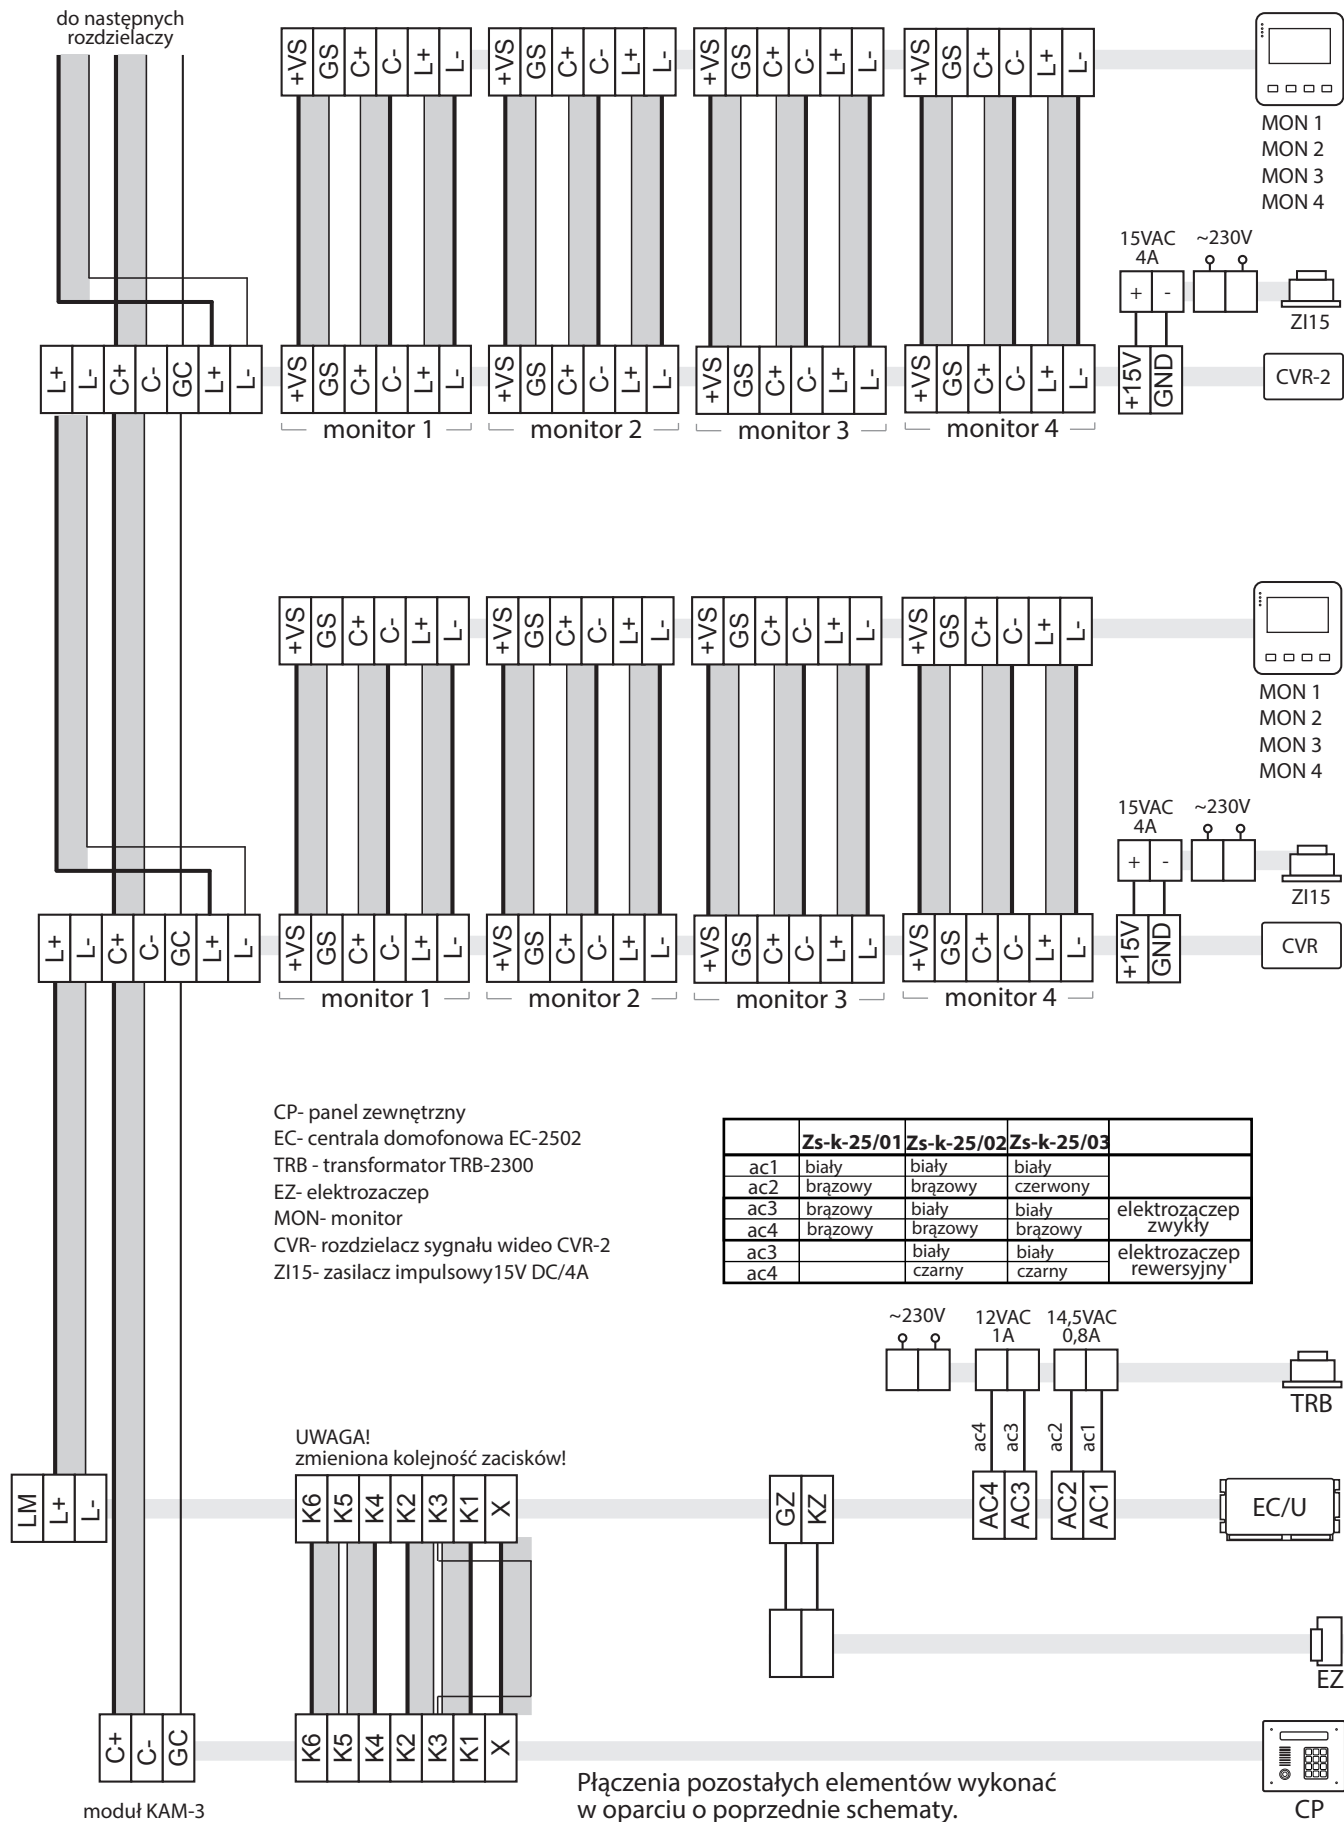 do następnych
rozdzielaczy
+VS GS C+ C- L+ L- +VS GS C+ C- L+ L- +VS GS C+ C- L+ L- +VS GS C+ C- L+ L-
MON 1
MON 2
MON 3
MON 4
15VAC
4A
~230V
+ -
ZI15
L+ L- C+ C- GC L+ L- +VS GS C+ C- L+ L- +VS GS C+ C- L+ L- +VS GS C+ C- L+ L- +VS GS C+ C- L+ L- +15V GND CVR-2
monitor 1 monitor 2 monitor 3 monitor 4
+VS GS C+ C- L+ L- +VS GS C+ C- L+ L- +VS GS C+ C- L+ L- +VS GS C+ C- L+ L-
MON 1
MON 2
MON 3
MON 4
15VAC
4A
~230V
+ -
ZI15
L+ L- C+ C- GC L+ L- +VS GS C+ C- L+ L- +VS GS C+ C- L+ L- +VS GS C+ C- L+ L- +VS GS C+ C- L+ L- +15V GND CVR
monitor 1 monitor 2 monitor 3 monitor 4
CP- panel zewnętrzny
EC- centrala domofonowa EC-2502
TRB - transformator TRB-2300
EZ- elektrozaczep
MON- monitor
CVR- rozdzielacz sygnału wideo CVR-2
ZI15- zasilacz impulsowy15V DC/4A
Zs-k-25/01 Zs-k-25/02 Zs-k-25/03
ac1 biały biały biały
ac2 brązowy brązowy czerwony
ac3 brązowy biały biały elektrozaczep
ac4 brązowy brązowy brązowy zwykły
ac3 biały biały elektrozaczep
ac4 czarny czarny rewersyjny
~230V 12VAC 14,5VAC
1A 0,8A
TRB
ac4 ac3 ac2 ac1
UWAGA!
zmieniona kolejność zacisków!
LM L+ L- K6 K5 K4 K2 K3 K1 X GZ KZ AC4 AC3 AC2 AC1 EC/U
EZ
C+ C- GC K6 K5 K4 K2 K3 K1 X
moduł KAM-3
Płączenia pozostałych elementów wykonać
w oparciu o poprzednie schematy.
CP